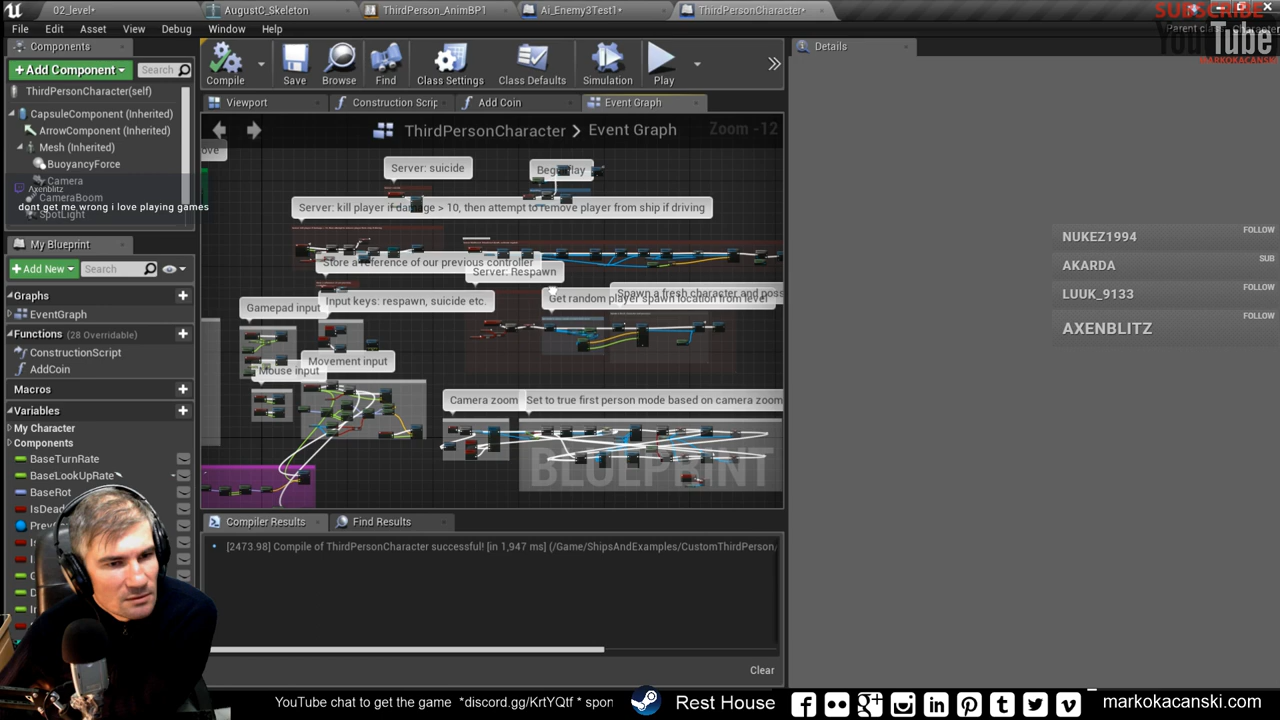 02_level*
AugustC_Skeleton
ThirdPerson_AnimBP1
Ai_Enemy3Test1*
ThirdPersonCharacter*
SUBSCRIBE
YouTube
MARKOKACANSKI
File Edit Asset View Debug Window Help
Parent class: Character
Components
+Add Component
Search
ThirdPersonCharacter(self)
CapsuleComponent (Inherited)
ArrowComponent (Inherited)
Mesh (Inherited)
BuoyancyForce
Camera
CameraBoom
SpotLight
Axenblitz
dont get me wrong i love playing games
Compile
Save
Browse
Find
Class Settings
Class Defaults
Simulation
Play
Details
Viewport
Construction Scrip
Add Coin
Event Graph
ThirdPersonCharacter > Event Graph
Zoom -12
ove
Server: suicide
BeginPlay
Server: kill player if damage > 10, then attempt to remove player from ship if driving
Store a reference of our previous controller
Server: Respawn
Input keys: respawn, suicide etc.
Get random player spawn location from level
Spawn a fresh character and poss
Gamepad input
Movement input
Mouse input
Camera zoom
Set to true first person mode based on camera zoom
BLUEPRINT
My Blueprint
+Add New
Search
Graphs
EventGraph
Functions (28 Overridable)
ConstructionScript
AddCoin
Macros
Variables
My Character
Components
BaseTurnRate
BaseLookUpRate
BaseRot
IsDead
Prev
Compiler Results
Find Results
[2473.98] Compile of ThirdPersonCharacter successful! [in 1,947 ms] (/Game/ShipsAndExamples/CustomThirdPerson/
Clear
NUKEZ1994
FOLLOW
AKARDA
SUB
LUUK_9133
FOLLOW
AXENBLITZ
FOLLOW
YouTube chat to get the game *discord.gg/KrtYQtf * spon
Rest House
markokacanski.com